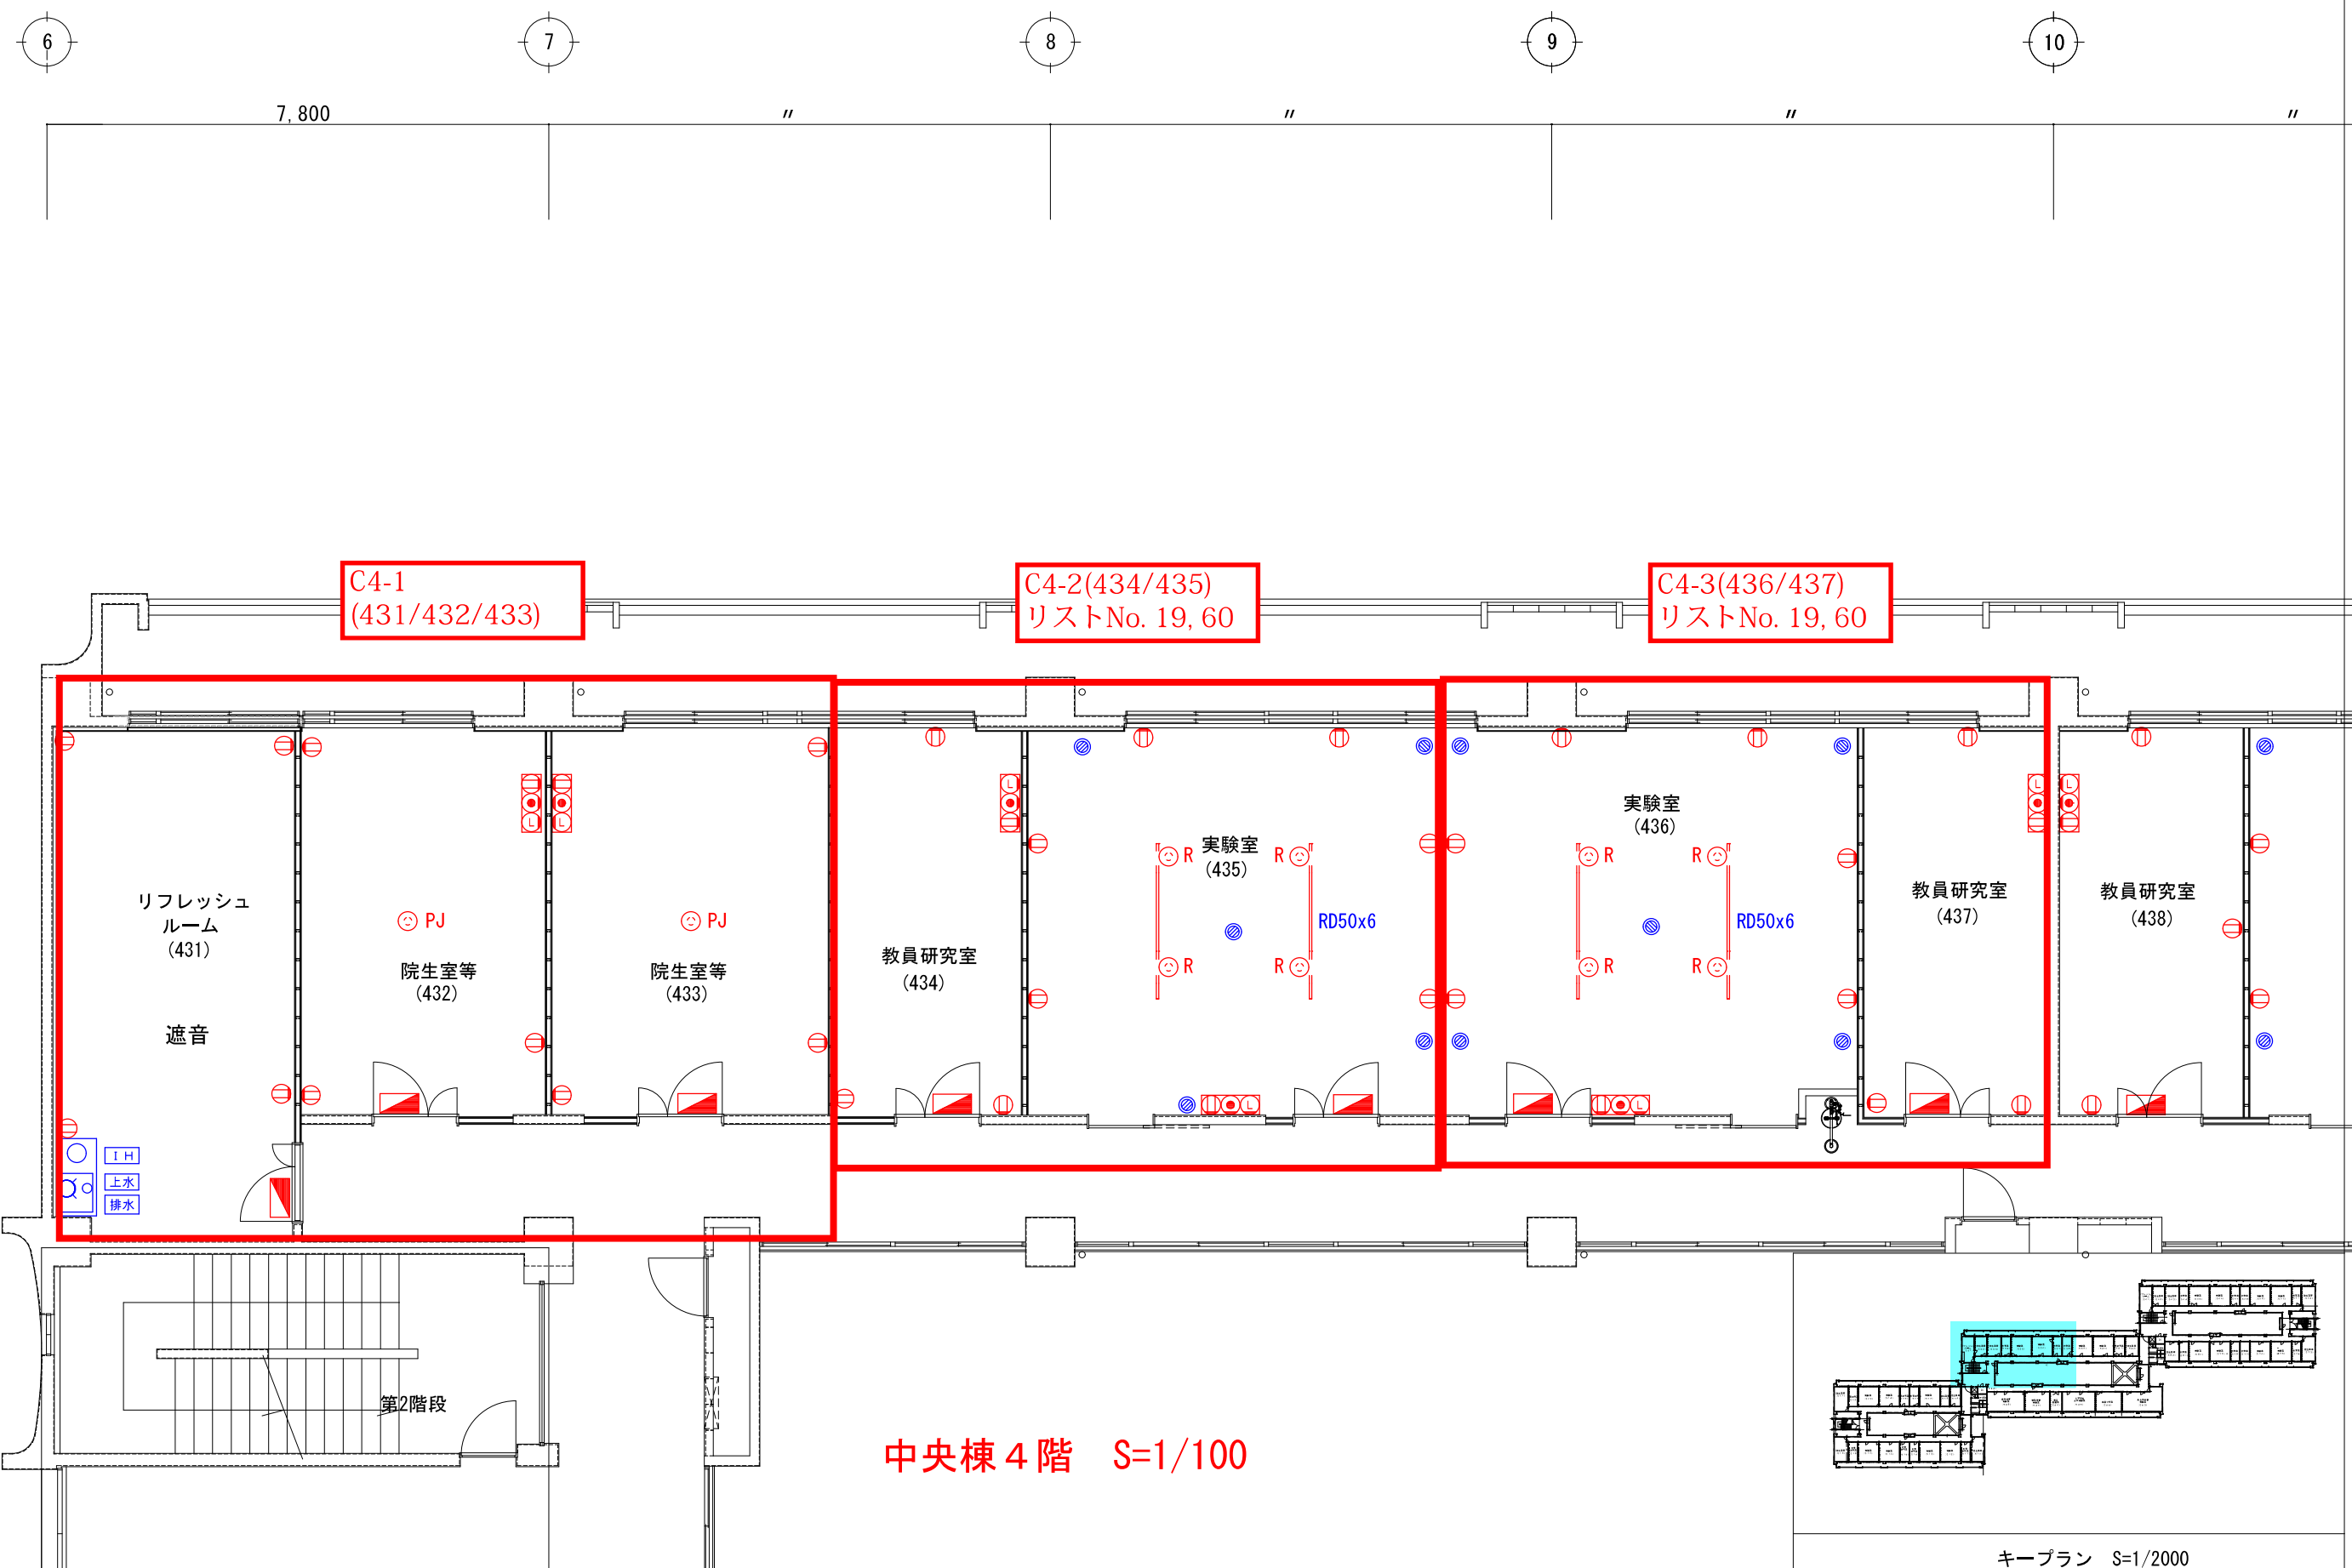 6
7
8
9
10
7,800
〃
〃
〃
〃
C4-1
(431/432/433)
C4-2(434/435)
リストNo. 19, 60
C4-3(436/437)
リストNo. 19, 60
リフレッシュ
ルーム
(431)
遮音
IH
上水
排水
L
PJ
院生室等
(432)
L
PJ
院生室等
(433)
L
教員研究室
(434)
R
R
実験室
(435)
R
R
RD50x6
L
実験室
(436)
R
R
R
R
RD50x6
L
L
教員研究室
(437)
L
教員研究室
(438)
第2階段
中央棟４階　S=1/100
キープラン　S=1/2000